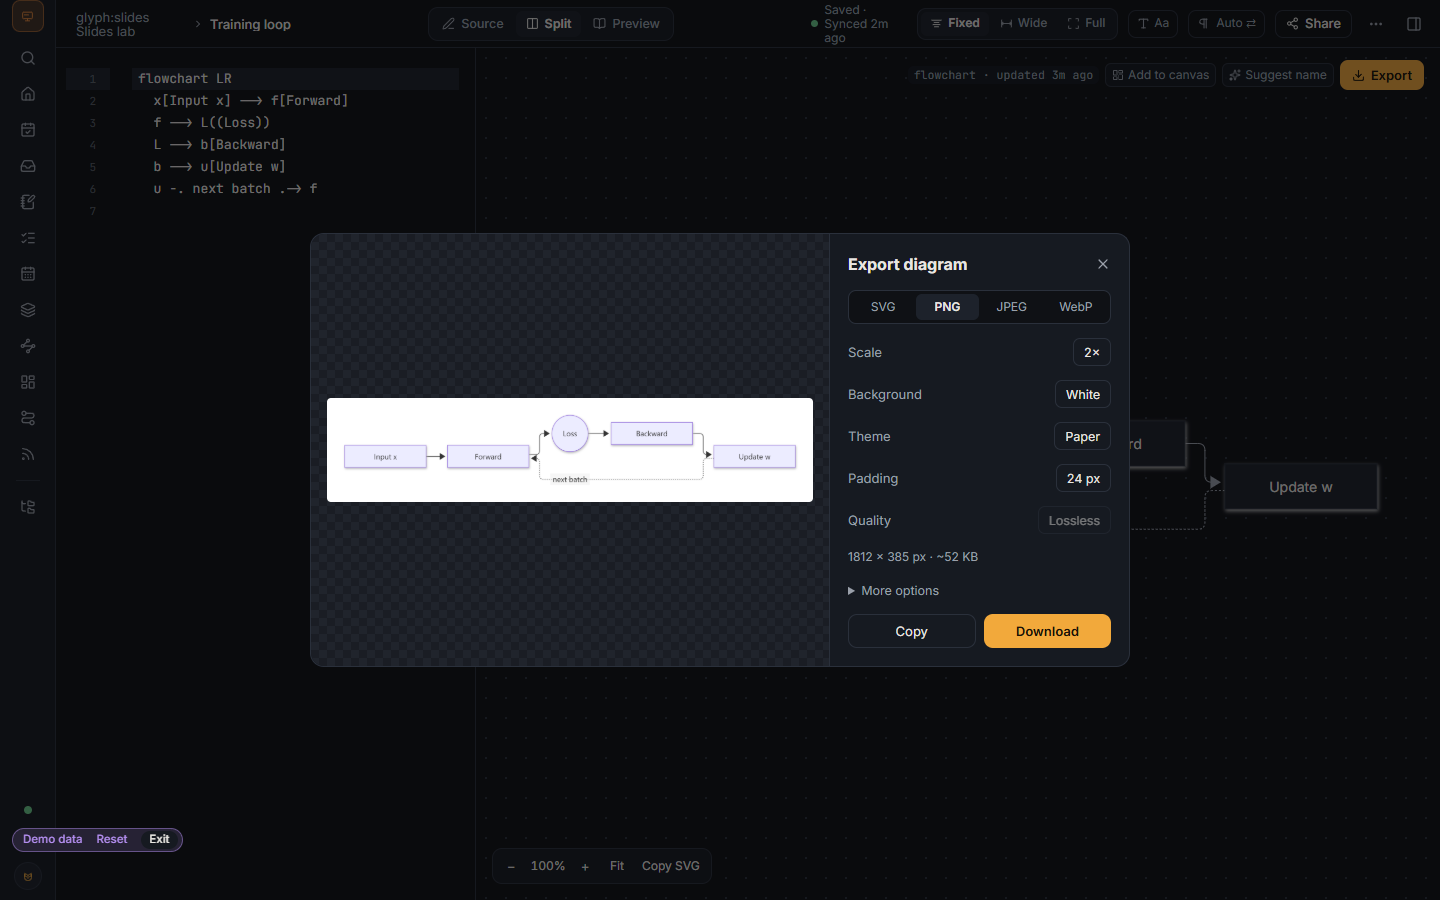 glyph:slides
Slides lab
Training loop
Source
Split
Preview
Saved ·
Synced 2m
ago
Fixed
Wide
Full
Aa
Auto
Share
flowchart · updated 3m ago
Add to canvas
Suggest name
Export
1 flowchart LR
2 x[Input x] --> f[Forward]
3 f --> L((Loss))
4 L --> b[Backward]
5 b --> u[Update w]
6 u -. next batch .-> f
7
Input x
Forward
Loss
Backward
Update w
next batch
Export diagram
SVG
PNG
JPEG
WebP
Scale
2×
Background
White
Theme
Paper
Padding
24 px
Quality
Lossless
1812 × 385 px · ~52 KB
More options
Copy
Download
rd
Update w
Demo data
Reset
Exit
− 100% +
Fit
Copy SVG